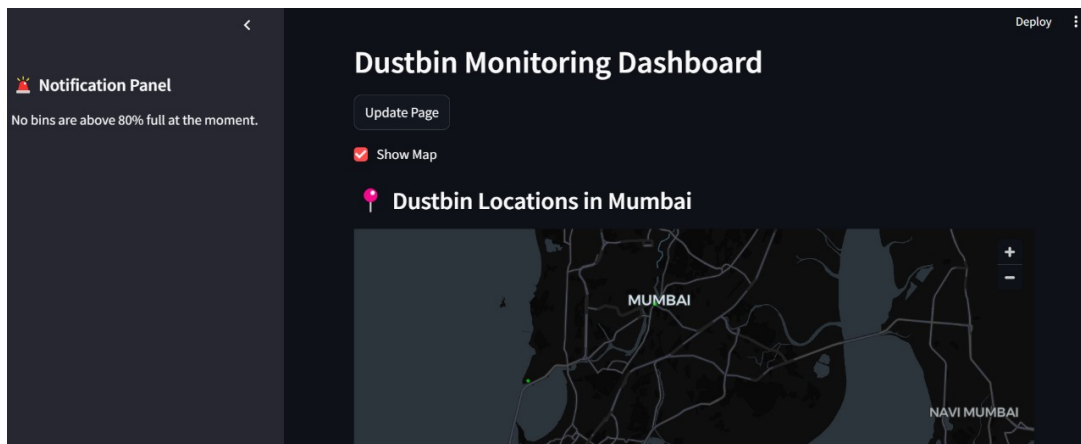 Deploy
Notification Panel
No bins are above 80% full at the moment.
Dustbin Monitoring Dashboard
Update Page
Show Map
Dustbin Locations in Mumbai
MUMBAI
NAVI MUMBAI